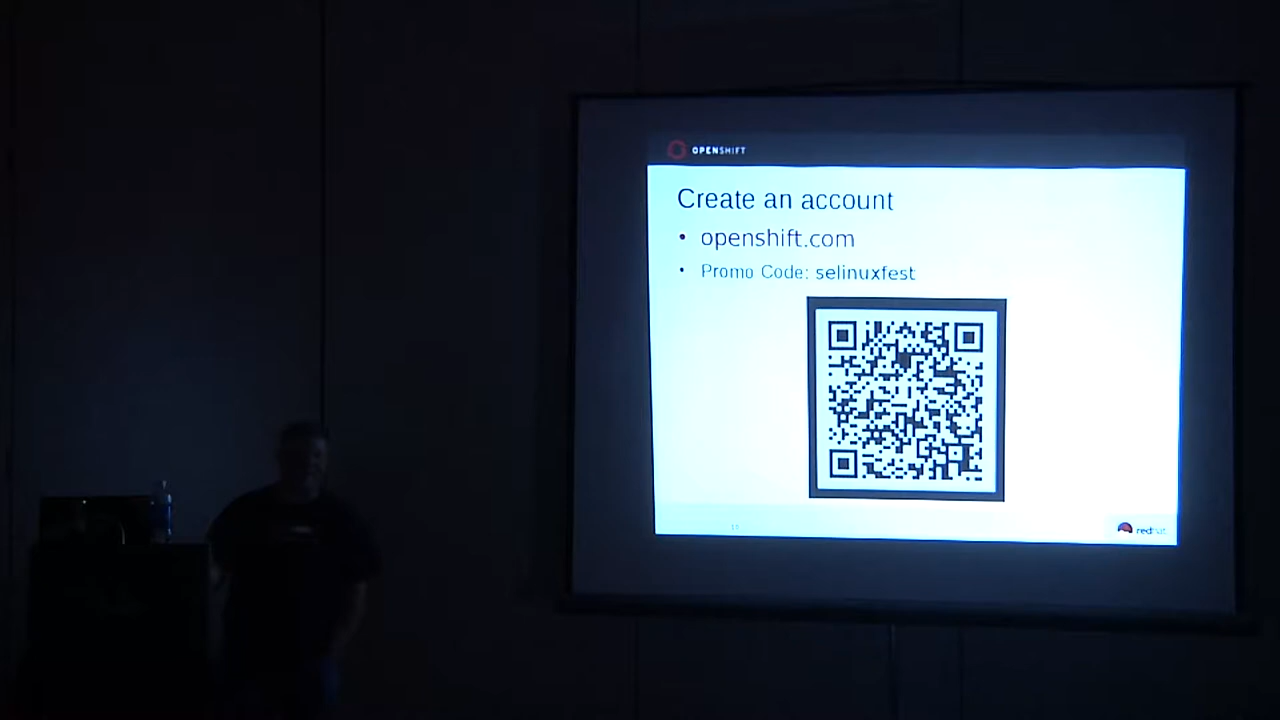 OPENSHIFT
Create an account
• openshift.com
• Promo Code: selinuxfest
redhat